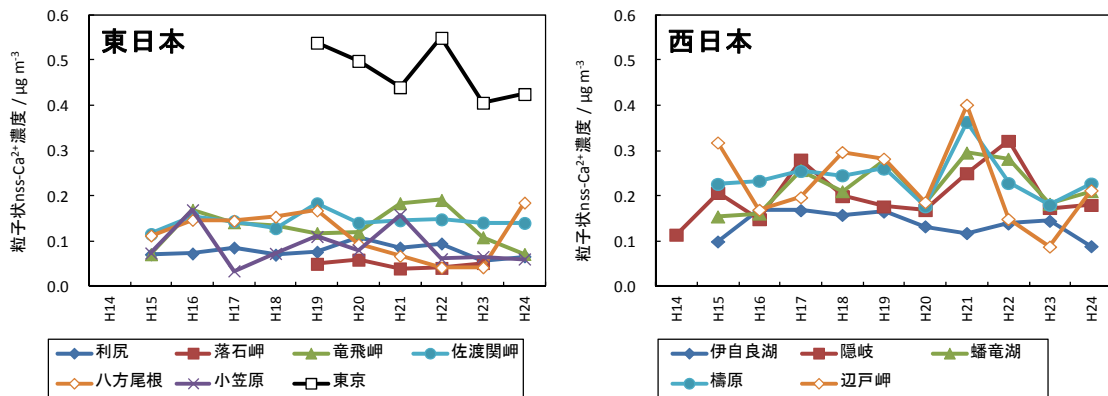 東日本
粒子状nss-Ca²⁺濃度 / μg m⁻³
0.6
0.5
0.4
0.3
0.2
0.1
0.0
H14 H15 H16 H17 H18 H19 H20 H21 H22 H23 H24
利尻 落石岬 竜飛岬 佐渡関岬
八方尾根 小笠原 東京
西日本
粒子状nss-Ca²⁺濃度 / μg m⁻³
0.6
0.5
0.4
0.3
0.2
0.1
0.0
H14 H15 H16 H17 H18 H19 H20 H21 H22 H23 H24
伊自良湖 隠岐 蟠竜湖
檮原 辺戸岬